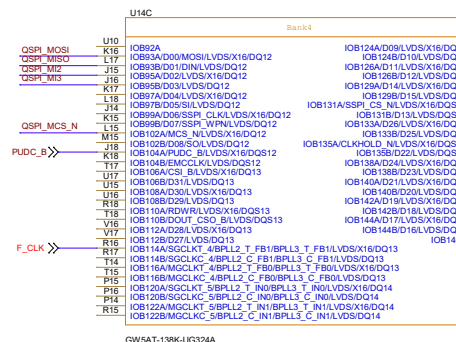 U14C
Bank4
U10 IOB92A IOB124A/D09/LVDS/X16/DQ
QSPI_MOSI K16 IOB93A/D00/MOSI/LVDS/X16/DQ12 IOB124B/D10/LVDS/DQ
QSPI_MISO L17 IOB93B/D01/DIN/LVDS/DQ12 IOB126A/D11/LVDS/X16/DQ
QSPI_MI2 J15 IOB95A/D02/LVDS/X16/DQ12 IOB126B/D12/LVDS/DQ
QSPI_MI3 J16 IOB95B/D03/LVDS/DQ12 IOB129A/D14/LVDS/X16/DQ
K17 IOB97A/D04/LVDS/X16/DQ12 IOB129B/D15/LVDS/DQ
L18 IOB97B/D05/SI/LVDS/DQ12 IOB131A/SSPI_CS_N/LVDS/X16/DQS
J14 IOB99A/D06/SSPI_CLK/LVDS/X16/DQ12 IOB131B/D13/LVDS/DQS
K15 IOB99B/D07/SSPI_WPN/LVDS/DQ12 IOB133A/D26/LVDS/X16/DQ
QSPI_MCS_N L15 IOB102A/MCS_N/LVDS/X16/DQ12 IOB133B/D25/LVDS/DQ
M15 IOB102B/D08/SO/LVDS/DQ12 IOB135A/CLKHOLD_N/LVDS/X16/DQS
PUDC_B J18 IOB104A/PUDC_B/LVDS/X16/DQS12 IOB135B/D22/LVDS/DQS
K18 IOB104B/EMCCLK/LVDS/DQS12 IOB138A/D24/LVDS/X16/DQ
T17 IOB106A/CSI_B/LVDS/X16/DQ13 IOB138B/D23/LVDS/DQ
U17 IOB106B/D31/LVDS/DQ13 IOB140A/D21/LVDS/X16/DQ
U15 IOB108A/D30/LVDS/X16/DQ13 IOB140B/D20/LVDS/DQ
U16 IOB108B/D29/LVDS/DQ13 IOB142A/D19/LVDS/X16/DQ
R18 IOB110A/RDWR/LVDS/X16/DQS13 IOB142B/D18/LVDS/DQ
T18 IOB110B/DOUT_CSO_B/LVDS/DQS13 IOB144A/D17/LVDS/X16/DQ
V16 IOB112A/D28/LVDS/X16/DQ13 IOB144B/D16/LVDS/DQ
V17 IOB112B/D27/LVDS/DQ13 IOB14
F_CLK R16 IOB114A/SGCLKT_4/BPLL2_T_FB1/BPLL3_T_FB1/LVDS/X16/DQ13
R17 IOB114B/SGCLKC_4/BPLL2_C_FB1/BPLL3_C_FB1/LVDS/DQ13
T14 IOB116A/MGCLKT_4/BPLL2_T_FB0/BPLL3_T_FB0/LVDS/X16/DQ13
T15 IOB116B/MGCLKC_4/BPLL2_C_FB0/BPLL3_C_FB0/LVDS/DQ13
P15 IOB120A/SGCLKT_5/BPLL2_T_IN0/BPLL3_T_IN0/LVDS/X16/DQ14
P16 IOB120B/SGCLKC_5/BPLL2_C_IN0/BPLL3_C_IN0/LVDS/DQ14
P14 IOB122A/MGCLKT_5/BPLL2_T_IN1/BPLL3_T_IN1/LVDS/X16/DQ14
R15 IOB122B/MGCLKC_5/BPLL2_C_IN1/BPLL3_C_IN1/LVDS/DQ14
GW5AT-138K-UG324A